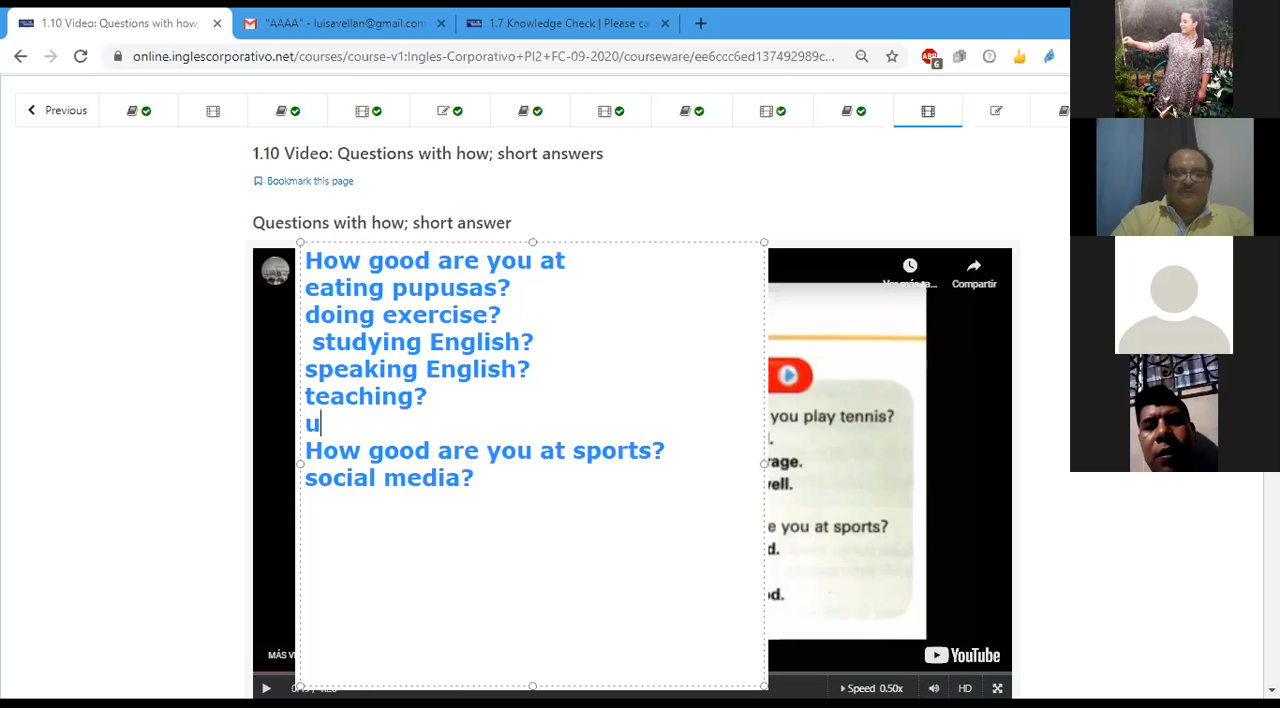 1.10 Video: Questions with how;
"AAAA" - luisavellan@gmail.com
1.7 Knowledge Check | Please ca
online.inglescorporativo.net/courses/course-v1:Ingles-Corporativo+PI2+FC-09-2020/courseware/ee6ccc6ed137492989c...
6
Previous
1.10 Video: Questions with how; short answers
Bookmark this page
Questions with how; short answer
How good are you at
eating pupusas?
doing exercise?
studying English?
speaking English?
teaching?
u
How good are you at sports?
social media?
Compartir
you play tennis?
rage.
well.
e you at sports?
d.
od.
MÁS V
YouTube
Speed 0.50x
HD